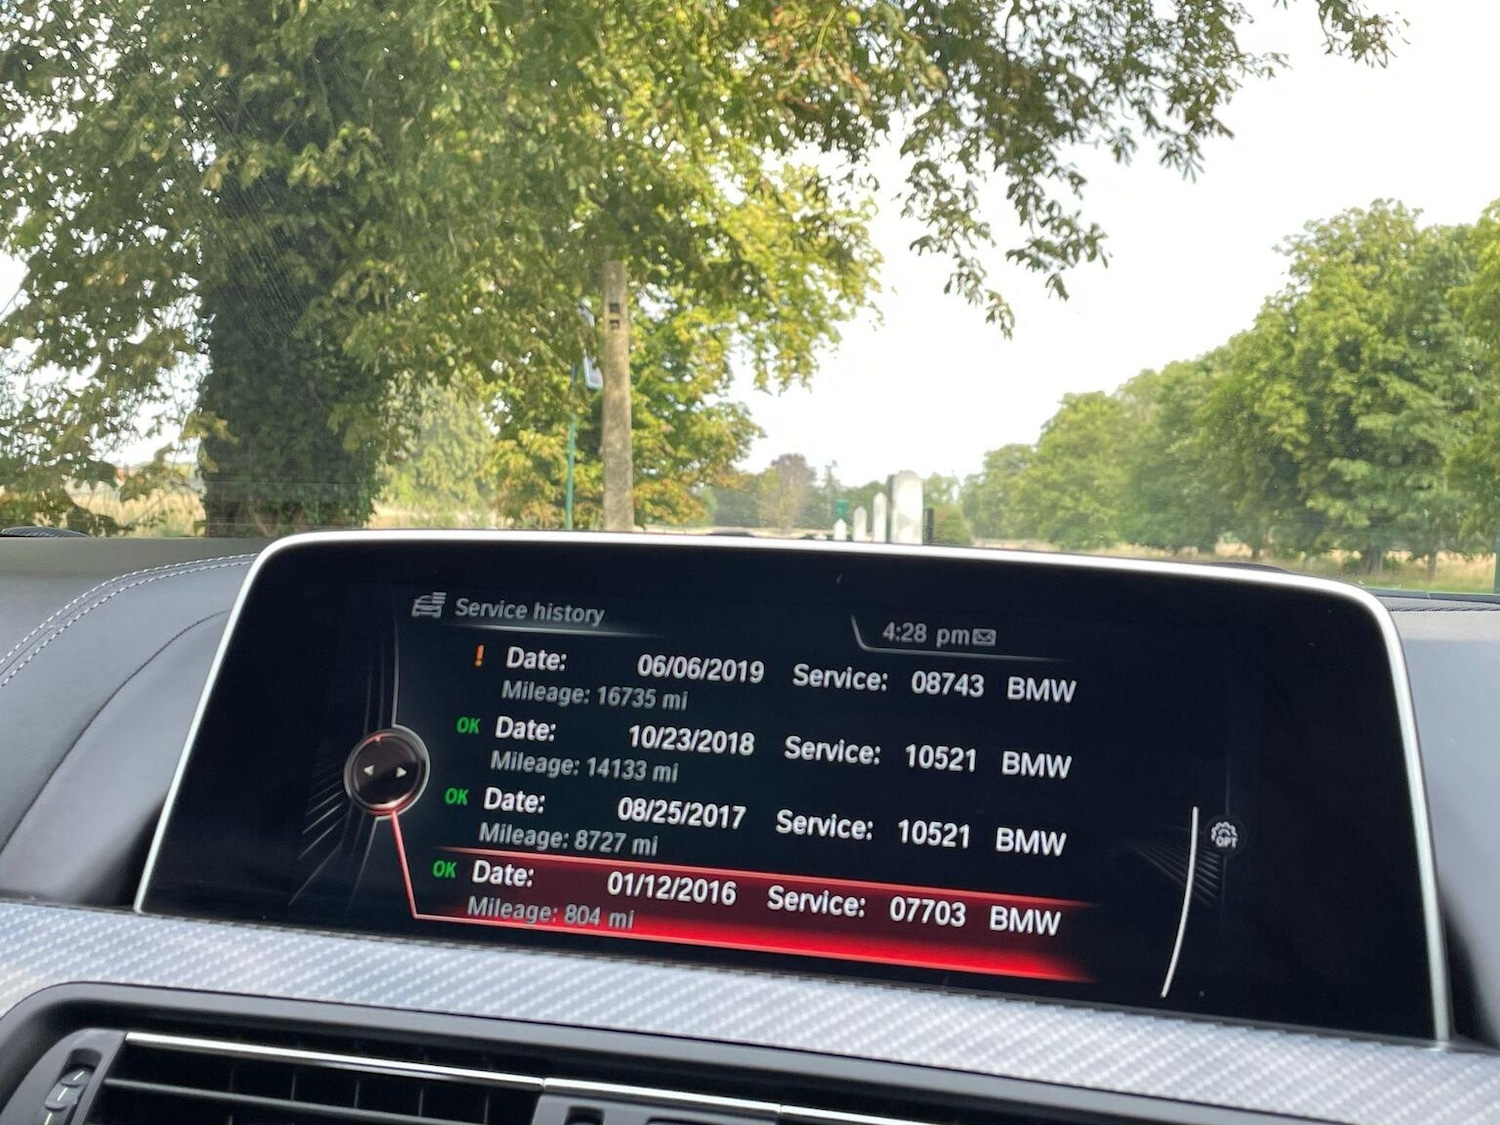 Service history
4:28 pm
! Date: 06/06/2019 Service: 08743 BMW
Mileage: 16735 mi
OK Date: 10/23/2018 Service: 10521 BMW
Mileage: 14133 mi
OK Date: 08/25/2017 Service: 10521 BMW
Mileage: 8727 mi
OK Date: 01/12/2016 Service: 07703 BMW
Mileage: 804 mi
OPT